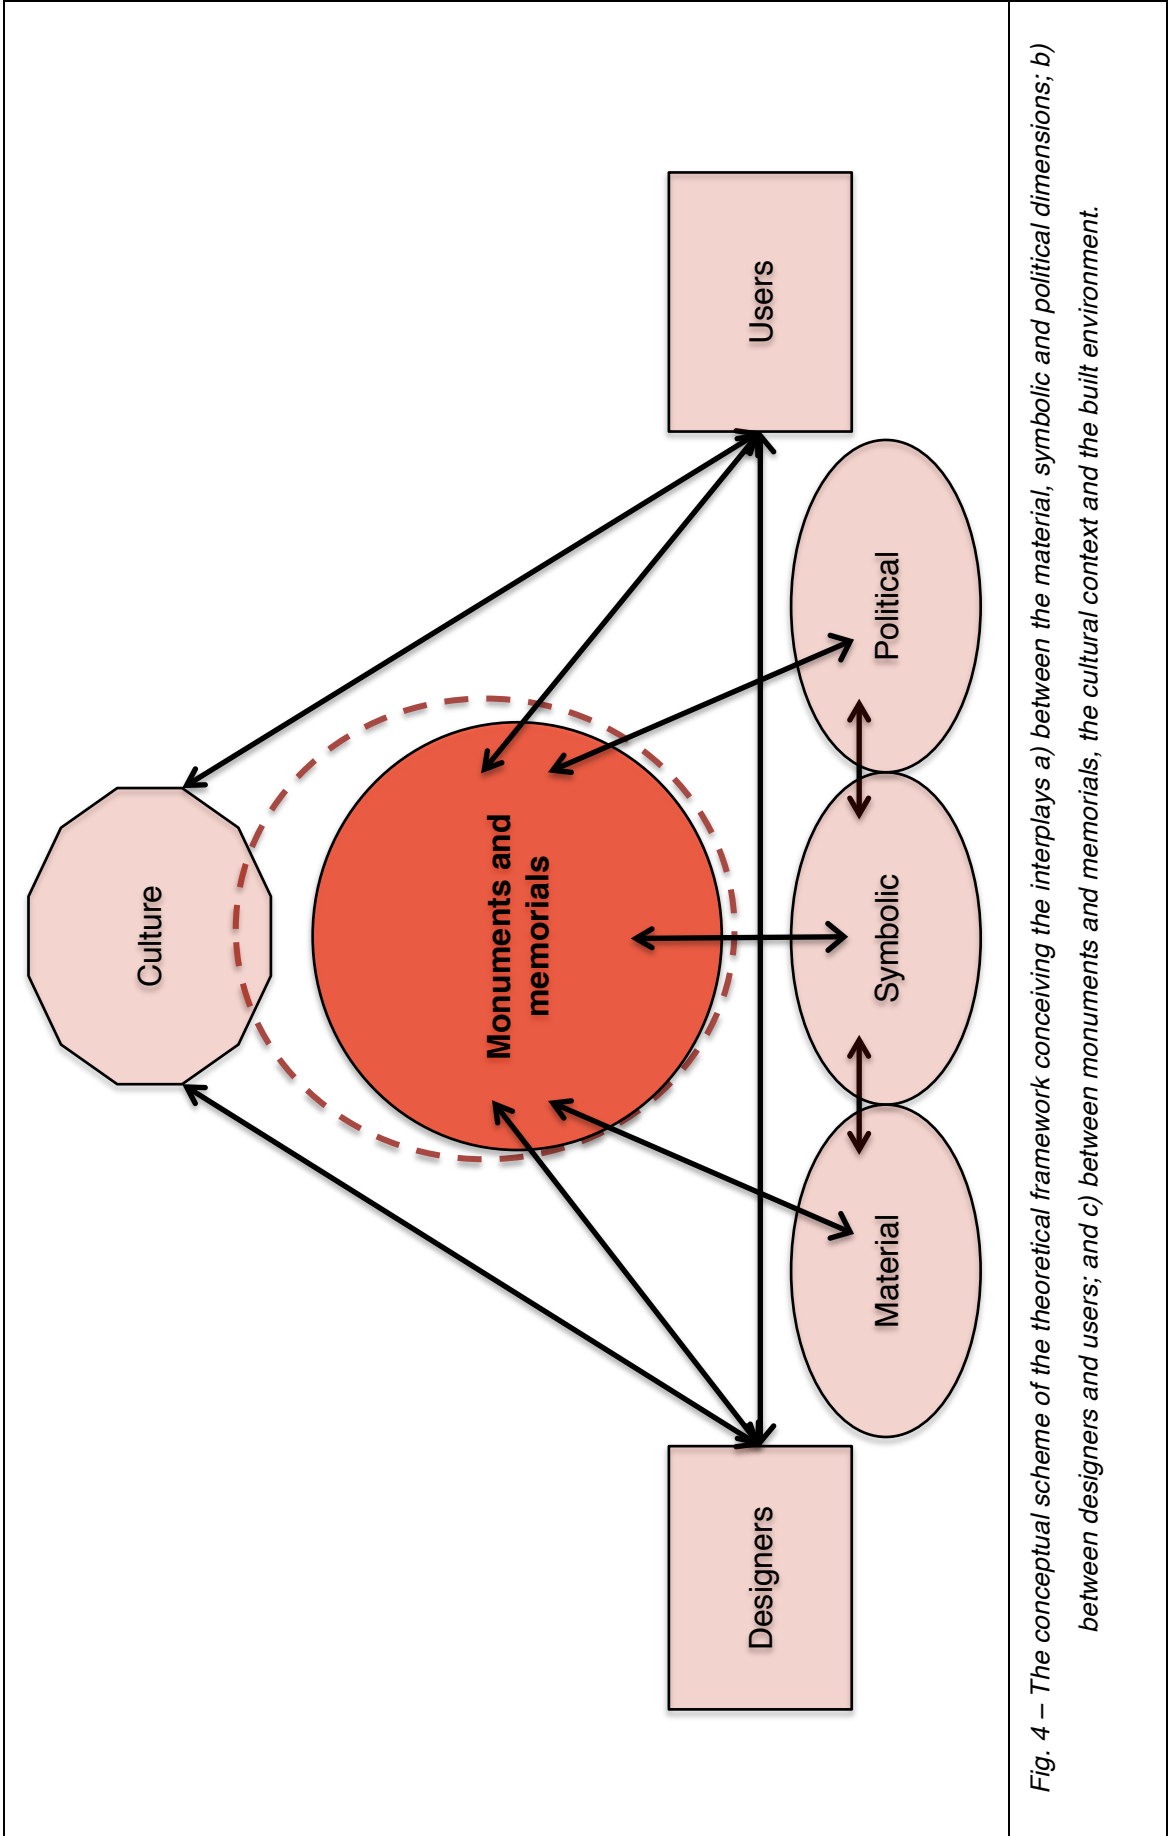 Culture
Monuments and
memorials
Designers
Users
Material
Symbolic
Political
Fig. 4 – The conceptual scheme of the theoretical framework conceiving the interplays a) between the material, symbolic and political dimensions; b)
between designers and users; and c) between monuments and memorials, the cultural context and the built environment.